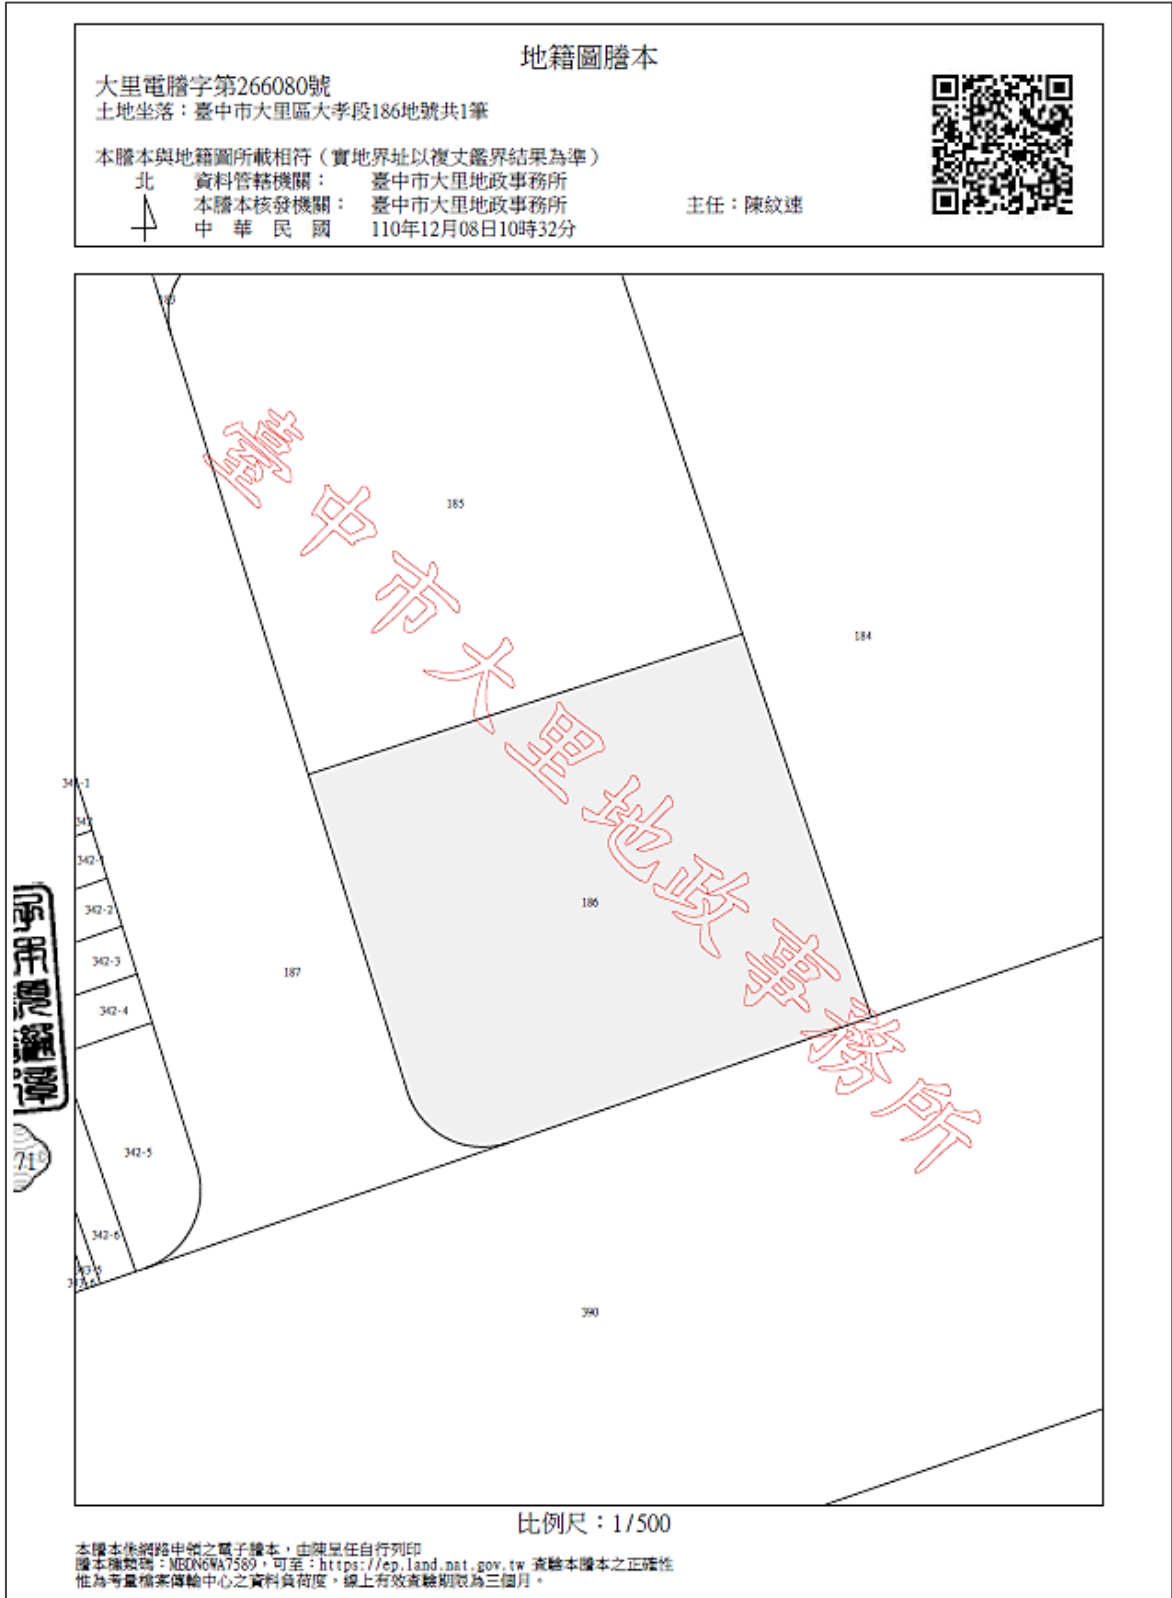 地籍圖謄本
大里電謄字第266080號
土地坐落：臺中市大里區大孝段186地號共1筆
本謄本與地籍圖所載相符（實地界址以複丈鑑界結果為準）
北 資料管轄機關： 臺中市大里地政事務所
本謄本核發機關： 臺中市大里地政事務所 主任：陳紋速
中 華 民 國 110年12月08日10時32分
185
184
342-1
342-2
186
342-3
187
342-4
342-5
342-6
390
臺中市大里地政事務所
比例尺：1/500
本謄本係網路申領之電子謄本，由陳呈任自行列印
謄本種類碼：MBDN6WA7589，可至：https://ep.land.nat.gov.tw 查驗本謄本之正確性
惟為考量檔案傳輸中心之資料負荷度，線上有效查驗期限為三個月。